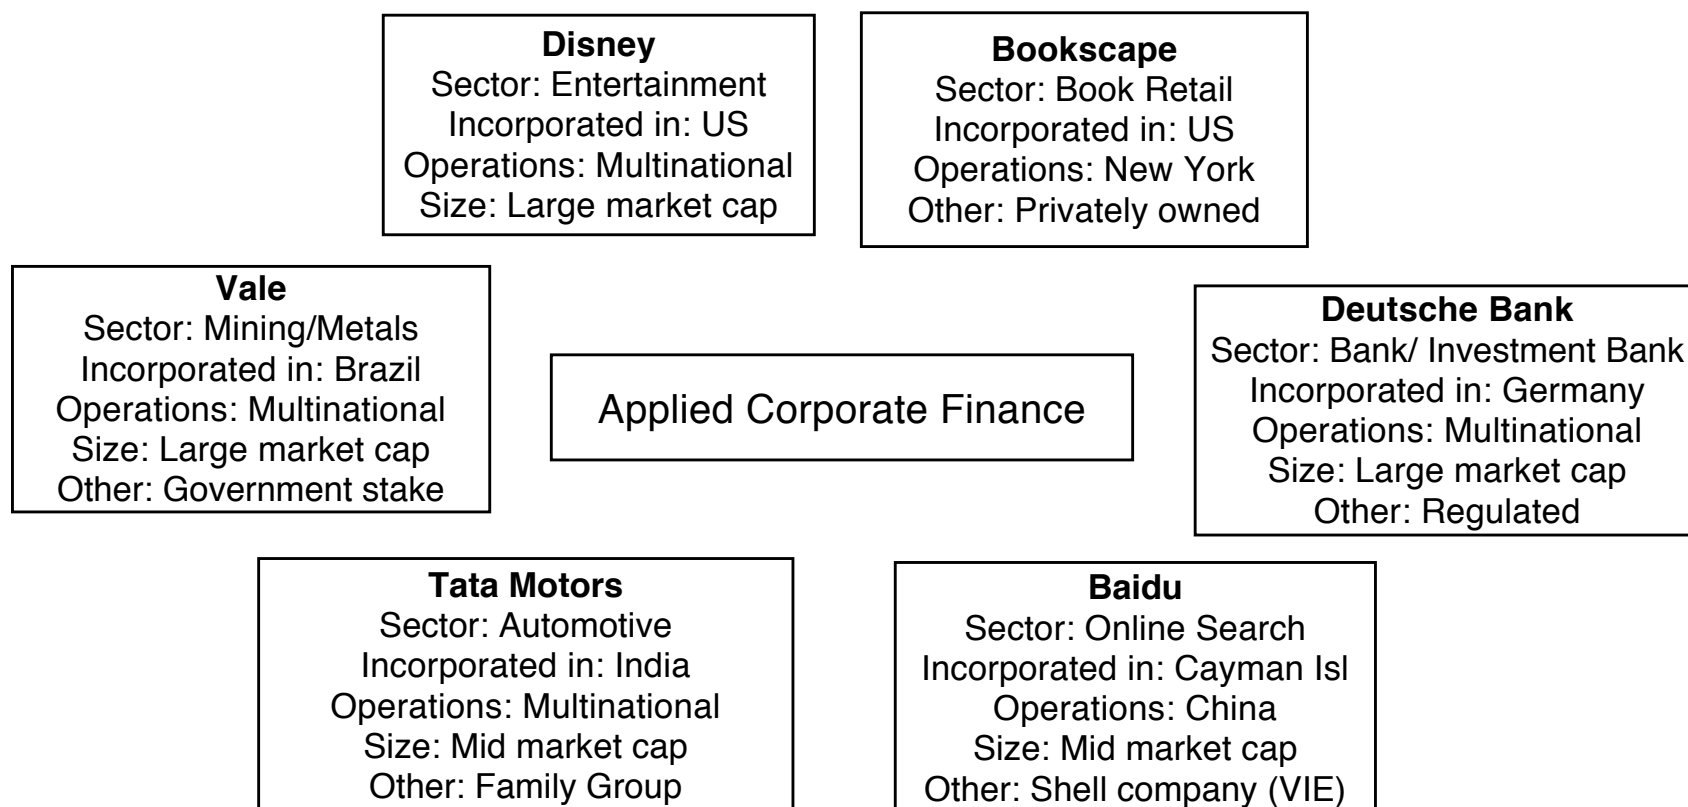 Disney
Sector: Entertainment
Incorporated in: US
Operations: Multinational
Size: Large market cap
Bookscape
Sector: Book Retail
Incorporated in: US
Operations: New York
Other: Privately owned
Vale
Sector: Mining/Metals
Incorporated in: Brazil
Operations: Multinational
Size: Large market cap
Other: Government stake
Applied Corporate Finance
Deutsche Bank
Sector: Bank/ Investment Bank
Incorporated in: Germany
Operations: Multinational
Size: Large market cap
Other: Regulated
Tata Motors
Sector: Automotive
Incorporated in: India
Operations: Multinational
Size: Mid market cap
Other: Family Group
Baidu
Sector: Online Search
Incorporated in: Cayman Isl
Operations: China
Size: Mid market cap
Other: Shell company (VIE)